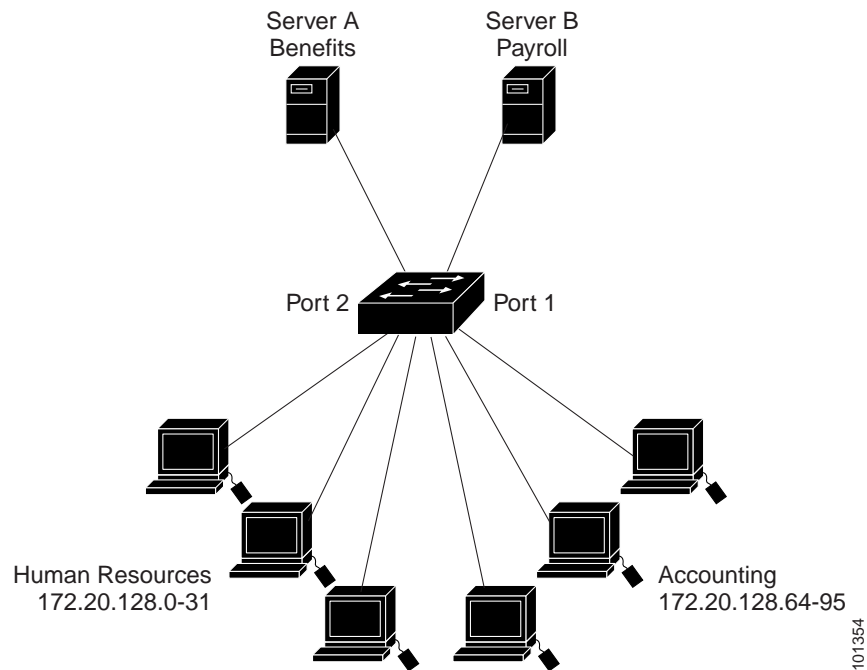 Server A
Benefits
Server B
Payroll
Port 2
Port 1
Human Resources
172.20.128.0-31
Accounting
172.20.128.64-95
101354